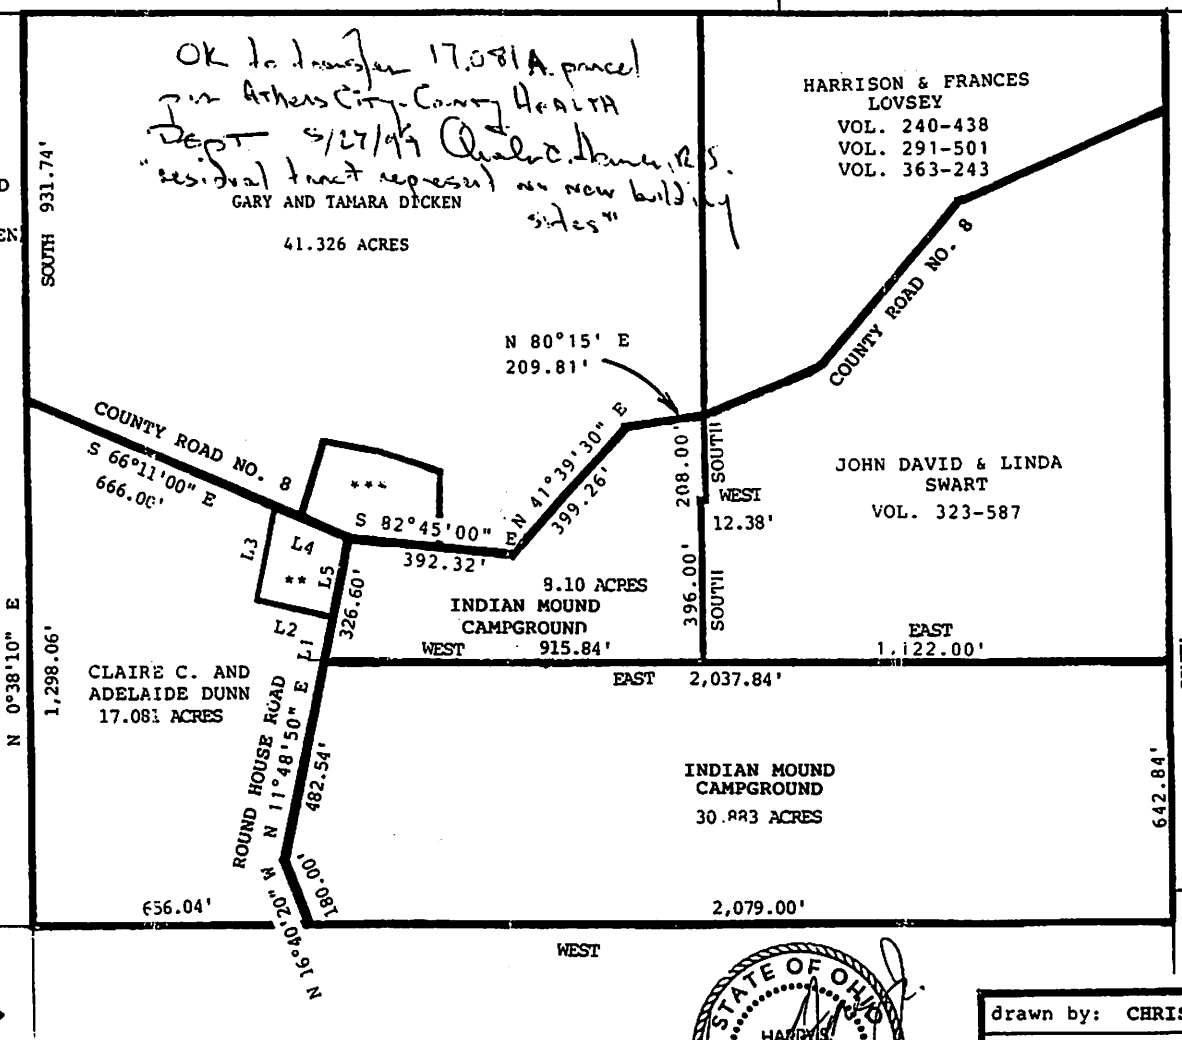 OK to transfer 17.081 A. parcel
per Athens City-County HEALTH
DEPT 5/27/99
"residual tract represent no new building
sites"
GARY AND TAMARA DICKEN
41.326 ACRES
HARRISON & FRANCES
LOVSEY
VOL. 240-438
VOL. 291-501
VOL. 363-243
D
EN
SOUTH 931.74'
N 80°15' E
209.81'
COUNTY ROAD NO. 8
COUNTY ROAD NO. 8
S 66°11'00" E
666.00'
***
S 82°45'00" E
392.32'
N 41°39'30" E
399.26'
208.00'
SOUTH
WEST
12.38'
396.00'
SOUTH
JOHN DAVID & LINDA
SWART
VOL. 323-587
L3
L4
**
L5
L2
L1
326.60'
8.10 ACRES
INDIAN MOUND
CAMPGROUND
WEST 915.84'
EAST
1,122.00'
EAST 2,037.84'
N 0°38'10" E
1,298.06'
CLAIRE C. AND
ADELAIDE DUNN
17.081 ACRES
ROUND HOUSE ROAD
N 11°48'50" E
482.54'
INDIAN MOUND
CAMPGROUND
30.883 ACRES
642.84'
N 16°40'20" W
180.00'
656.04'
2,079.00'
WEST
STATE OF OHIO
HARRY S.
drawn by: CHRIS